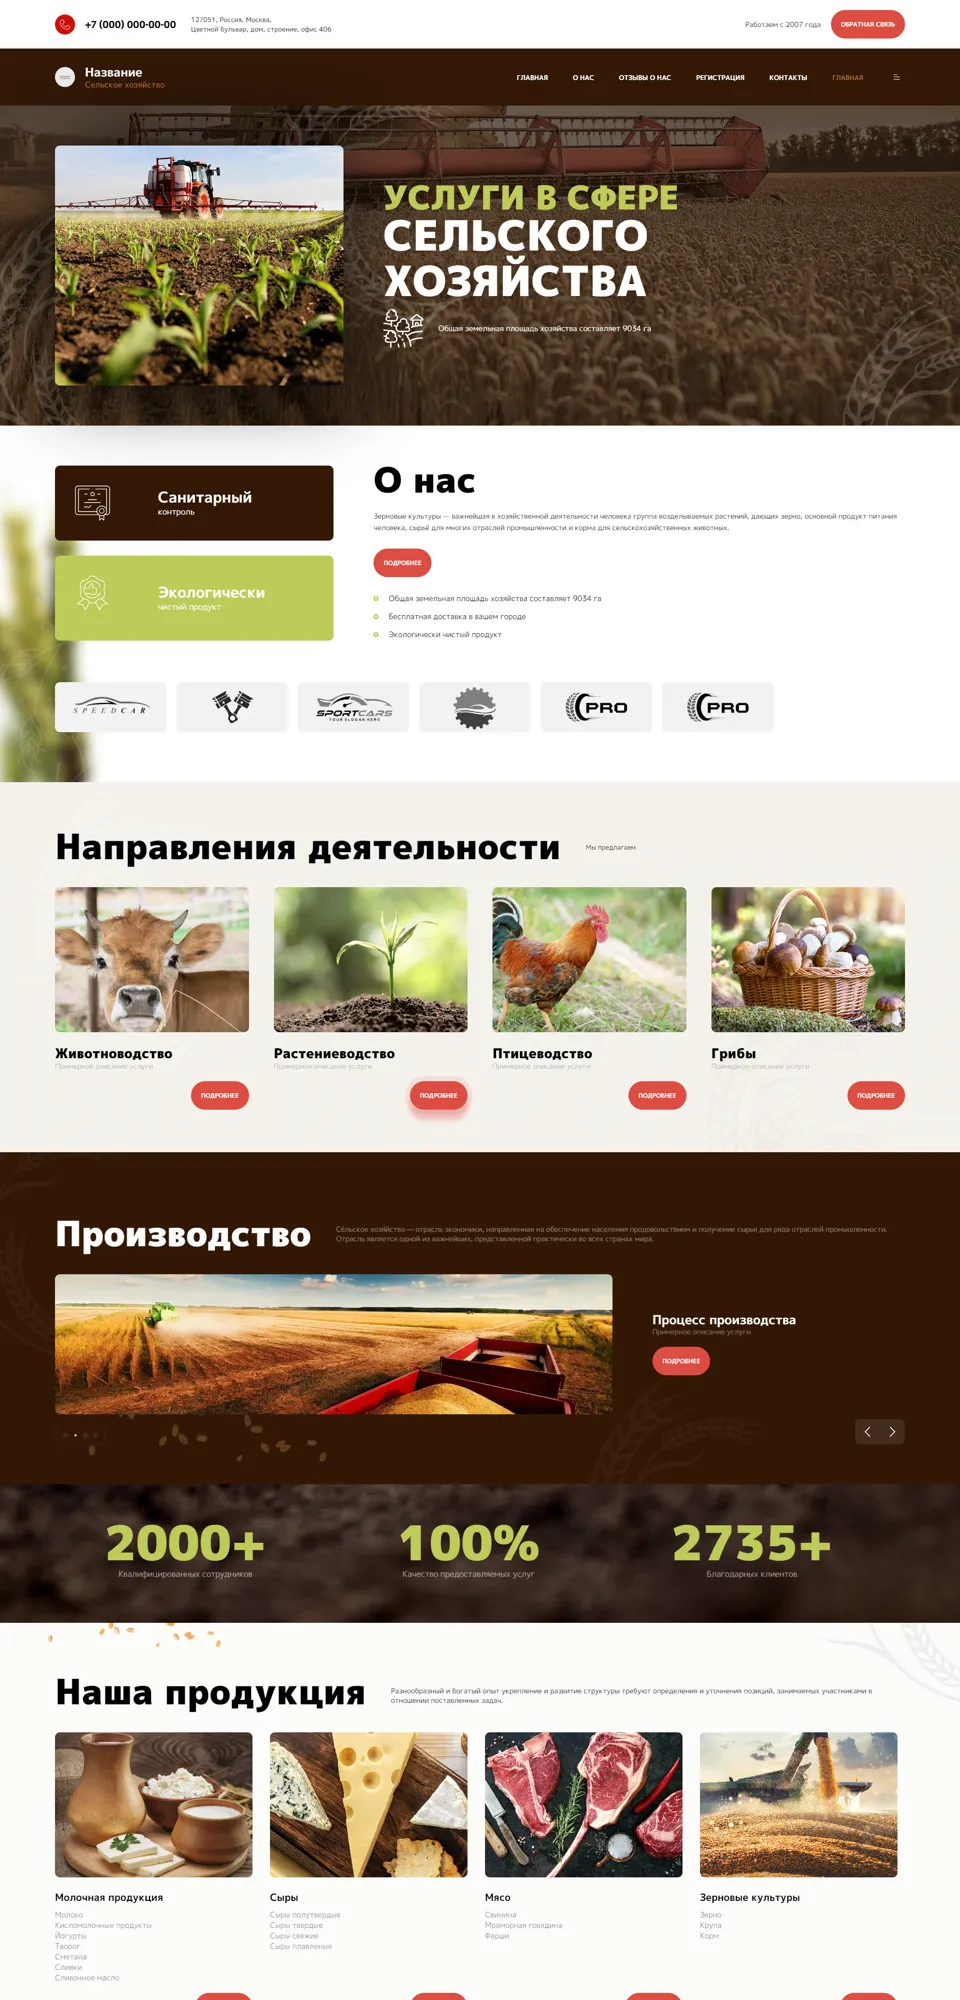 +7 (000) 000-00-00
127051, Россия, Москва,
Цветной бульвар, дом, строение, офис 406
Работаем с 2007 года
ОБРАТНАЯ СВЯЗЬ
Название
Сельское хозяйство
ГЛАВНАЯ
О НАС
ОТЗЫВЫ О НАС
РЕГИСТРАЦИЯ
КОНТАКТЫ
ГЛАВНАЯ
УСЛУГИ В СФЕРЕ
СЕЛЬСКОГО
ХОЗЯЙСТВА
Общая земельная площадь хозяйства составляет 9034 га
Санитарный
контроль
Экологически
чистый продукт
О нас
Зерновые культуры — важнейшая в хозяйственной деятельности человека группа возделываемых растений, дающих зерно, основной продукт питания
человека, сырьё для многих отраслей промышленности и корма для сельскохозяйственных животных.
ПОДРОБНЕЕ
Общая земельная площадь хозяйства составляет 9034 га
Бесплатная доставка в вашем городе
Экологически чистый продукт
SPEEDCAR
SPORTCARS
YOUR SLOGAN HERE
PRO
PRO
Направления деятельности
Мы предлагаем
Животноводство
Примерное описание услуги
ПОДРОБНЕЕ
Растениеводство
Примерное описание услуги
ПОДРОБНЕЕ
Птицеводство
Примерное описание услуги
ПОДРОБНЕЕ
Грибы
Примерное описание услуги
ПОДРОБНЕЕ
Производство
Се́льское хозя́йство — отрасль экономики, направленная на обеспечение населения продовольствием и получение сырья для ряда отраслей промышленности.
Отрасль является одной из важнейших, представленной практически во всех странах мира.
Процесс производства
Примерное описание услуги
ПОДРОБНЕЕ
2000+
Квалифицированных сотрудников
100%
Качество предоставляемых услуг
2735+
Благодарных клиентов
Наша продукция
Разнообразный и богатый опыт укрепление и развитие структуры требуют определения и уточнения позиций, занимаемых участниками в
отношении поставленных задач.
Молочная продукция
Молоко
Кисломолочные продукты
Йогурты
Творог
Сметана
Сливки
Сливочное масло
Сыры
Сыры полутвердые
Сыры твердые
Сыры свежие
Сыры плавленые
Мясо
Свинина
Мраморная говядина
Фарши
Зерновые культуры
Зерно
Крупа
Корм